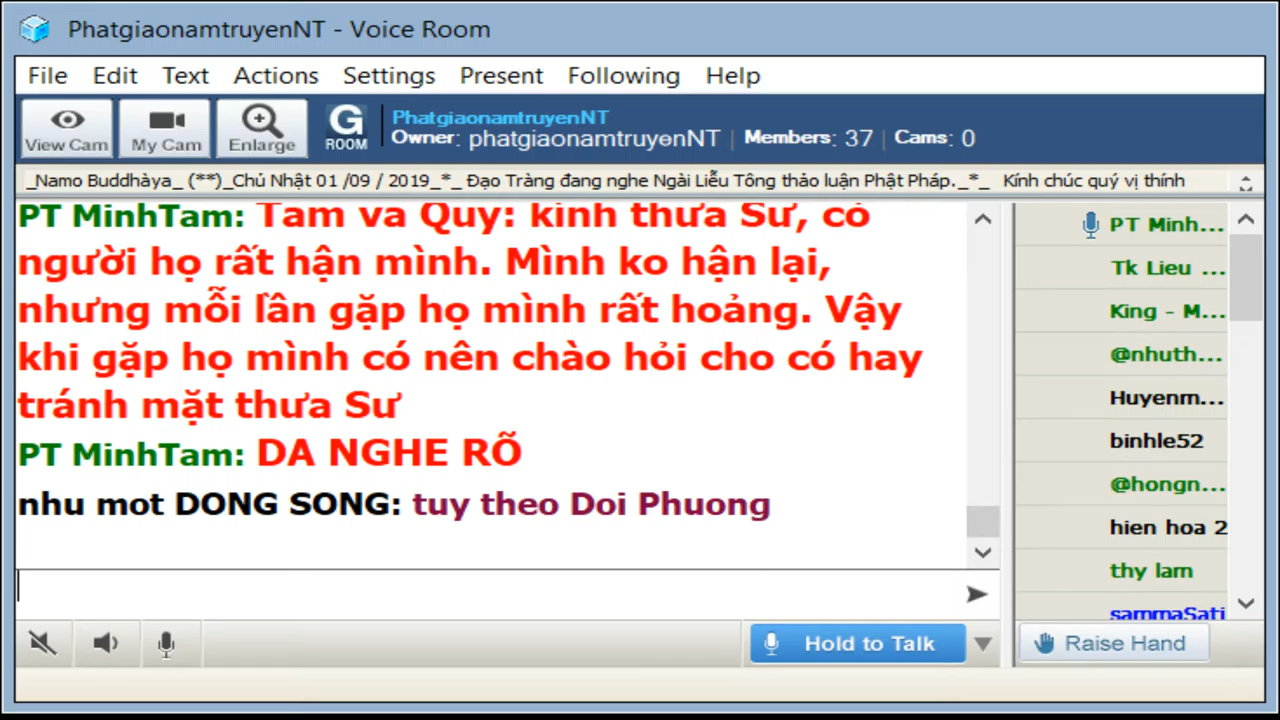 PhatgiaonamtruyenNT - Voice Room
File Edit Text Actions Settings Present Following Help
View Cam My Cam Enlarge G ROOM
PhatgiaonamtruyenNT
Owner: phatgiaonamtruyenNT | Members: 37 | Cams: 0
_Namo Buddhàya_ (**)_Chủ Nhật 01 /09 / 2019_*_ Đạo Tràng đang nghe Ngài Liễu Tông thảo luận Phật Pháp._*_ Kính chúc quý vị thính
PT MinhTam: Tam va Quy: kính thưa Sư, có
người họ rất hận mình. Mình ko hận lại,
nhưng mỗi lần gặp họ mình rất hoảng. Vậy
khi gặp họ mình có nên chào hỏi cho có hay
tránh mặt thưa Sư
PT MinhTam: DA NGHE RÕ
nhu mot DONG SONG: tuy theo Doi Phuong
PT Minh...
Tk Lieu ...
King - M...
@nhuth...
Huyenm...
binhle52
@hongn...
hien hoa 2
thy lam
sammaSati
Hold to Talk
Raise Hand